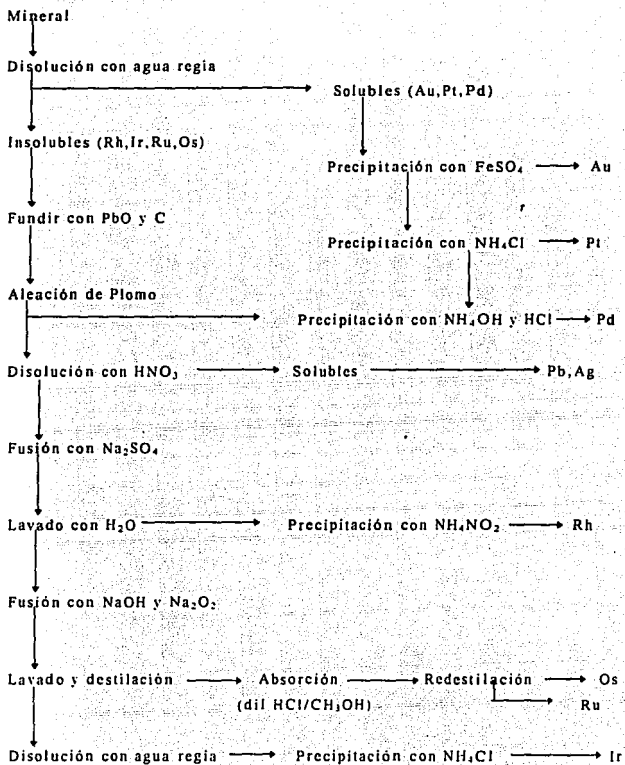 Mineral
Disolución con agua regia
Solubles (Au,Pt,Pd)
Insolubles (Rh,Ir,Ru,Os)
Precipitación con FeSO₄
Au
Fundir con PbO y C
Precipitación con NH₄Cl
Pt
Aleación de Plomo
Precipitación con NH₄OH y HCl
Pd
Disolución con HNO₃
Solubles
Pb,Ag
Fusión con Na₂SO₄
Lavado con H₂O
Precipitación con NH₄NO₂
Rh
Fusión con NaOH y Na₂O₂
Lavado y destilación
Absorción
Redestilación
Os
(dil HCl/CH₃OH)
Ru
Disolución con agua regia
Precipitación con NH₄Cl
Ir